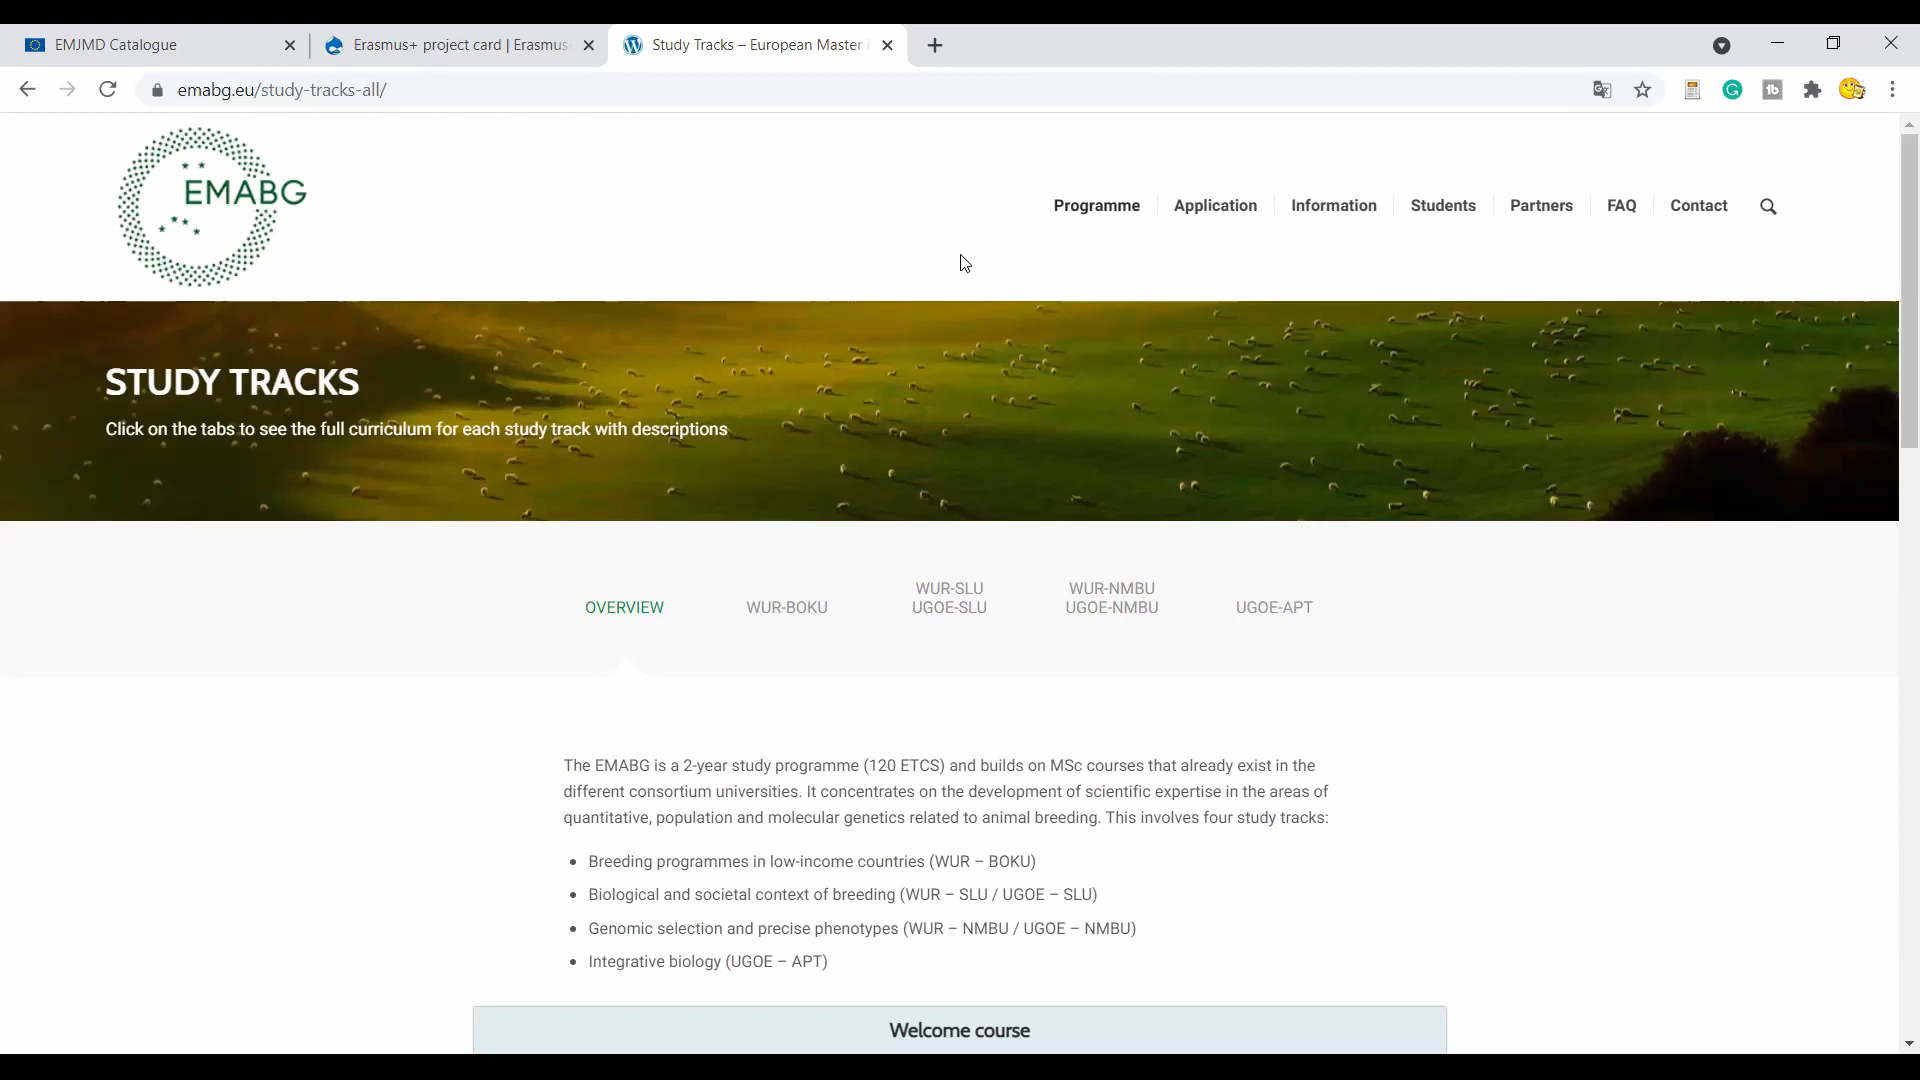 EMJMD Catalogue
Erasmus+ project card | Erasmus
Study Tracks – European Master i
emabg.eu/study-tracks-all/
EMABG
Programme
Application
Information
Students
Partners
FAQ
Contact
STUDY TRACKS
Click on the tabs to see the full curriculum for each study track with descriptions
OVERVIEW
WUR-BOKU
WUR-SLU
UGOE-SLU
WUR-NMBU
UGOE-NMBU
UGOE-APT
The EMABG is a 2-year study programme (120 ETCS) and builds on MSc courses that already exist in the
different consortium universities. It concentrates on the development of scientific expertise in the areas of
quantitative, population and molecular genetics related to animal breeding. This involves four study tracks:
• Breeding programmes in low-income countries (WUR – BOKU)
• Biological and societal context of breeding (WUR – SLU / UGOE – SLU)
• Genomic selection and precise phenotypes (WUR – NMBU / UGOE – NMBU)
• Integrative biology (UGOE – APT)
Welcome course